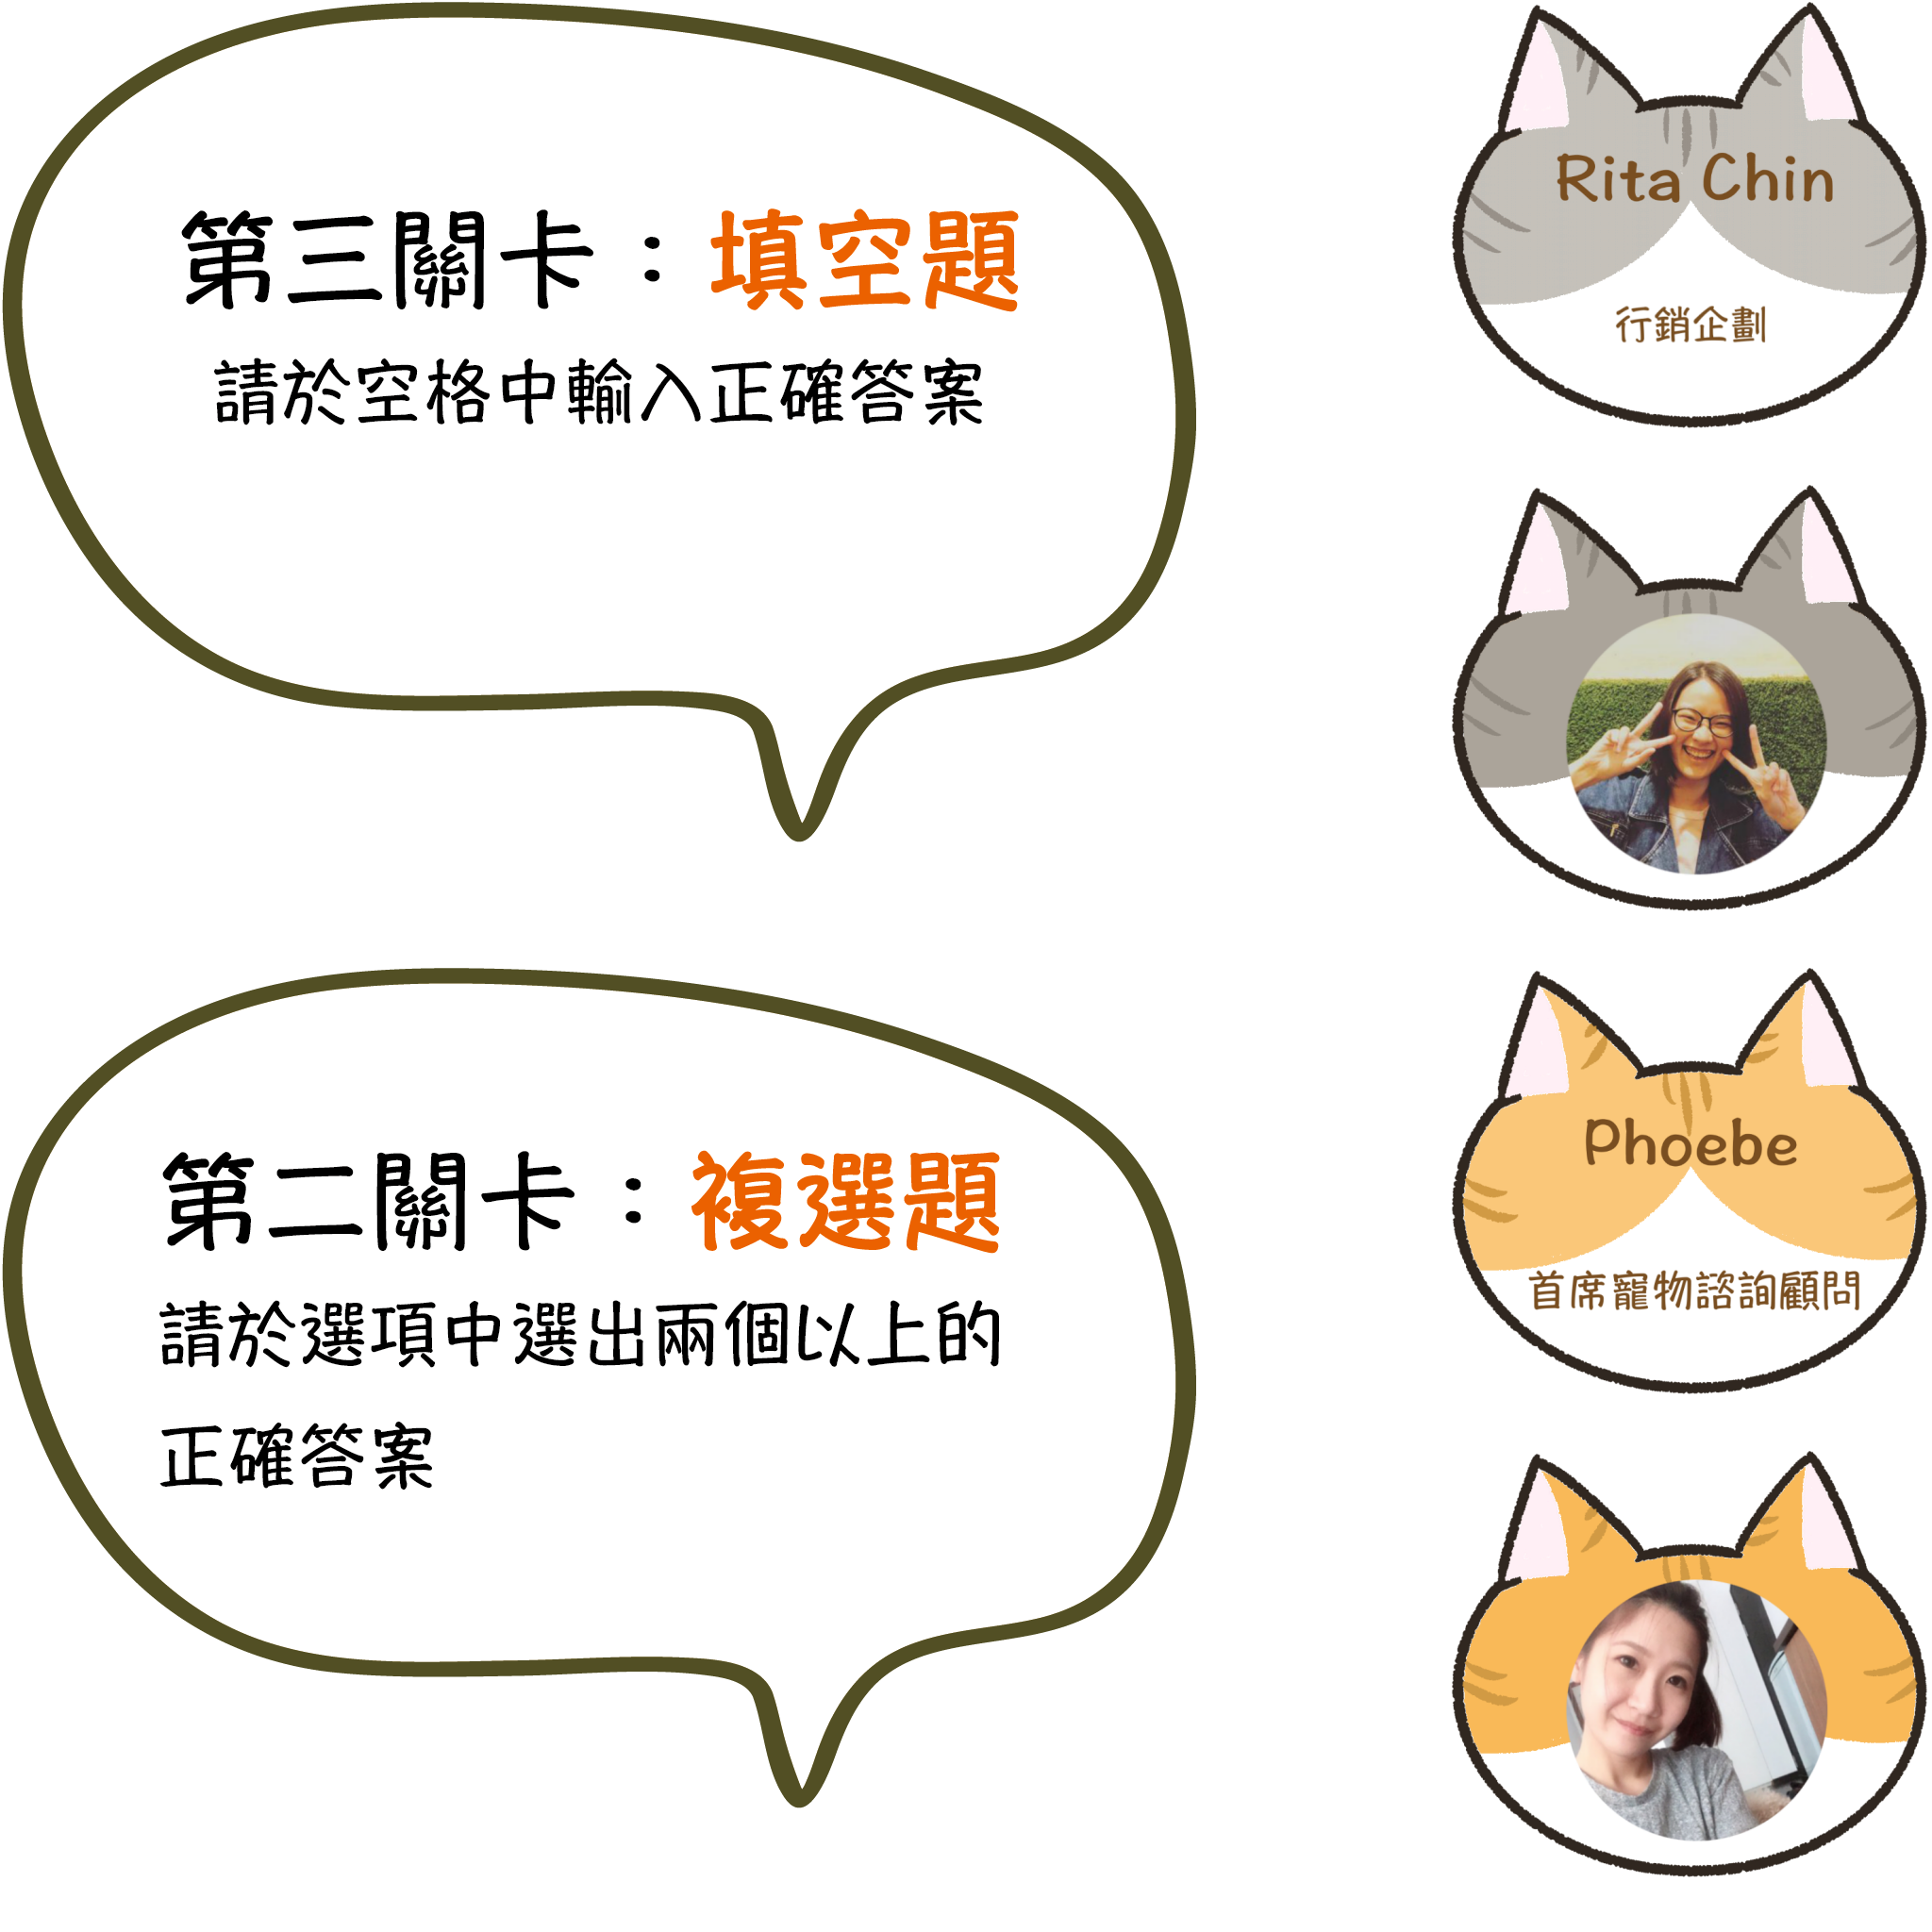 第三關卡：填空題
請於空格中輸入正確答案
第二關卡：複選題
請於選項中選出兩個以上的
正確答案
Rita Chin
行銷企劃
Phoebe
首席寵物諮詢顧問